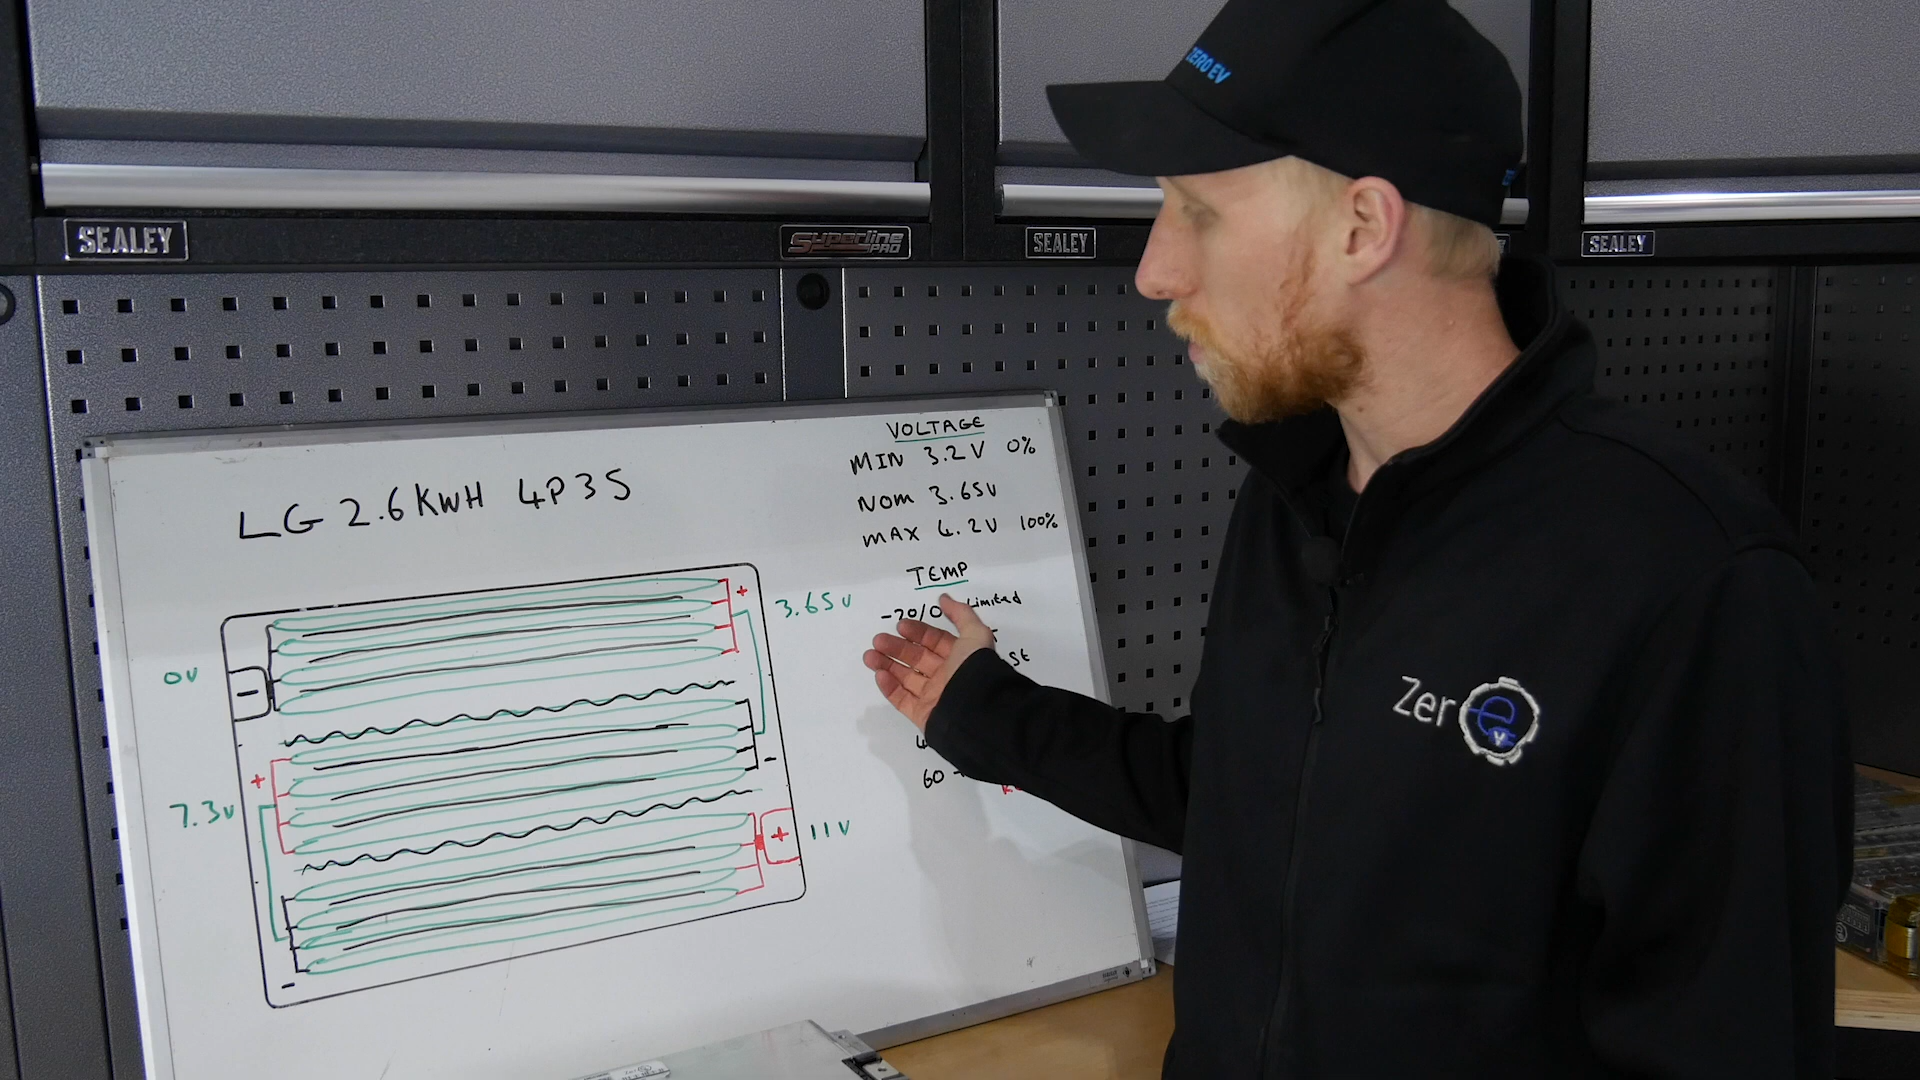 ZERO EV
SEALEY
Superline PRO
SEALEY
SEALEY
LG 2.6KWH 4P3S
VOLTAGE
MIN 3.2V 0%
NOM 3.65V
MAX 4.2V 100%
TEMP
Limited
+
3.65V
0V
−
+
−
7.3V
+
11V
−
60
Zer e V